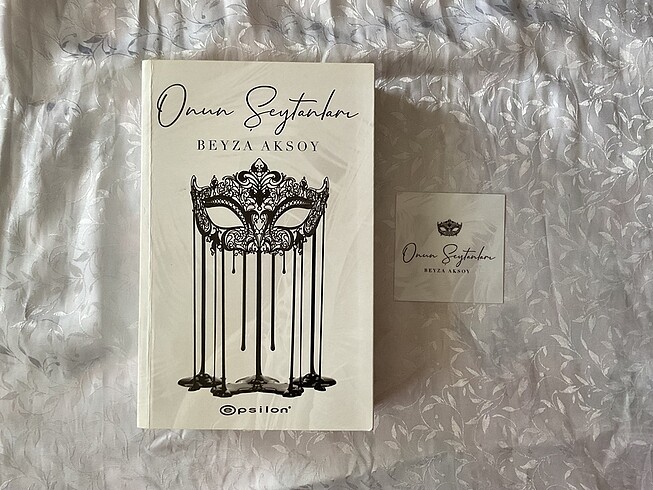 Onun Şeytanları
BEYZA AKSOY
epsilon®
Onun Şeytanları
BEYZA AKSOY